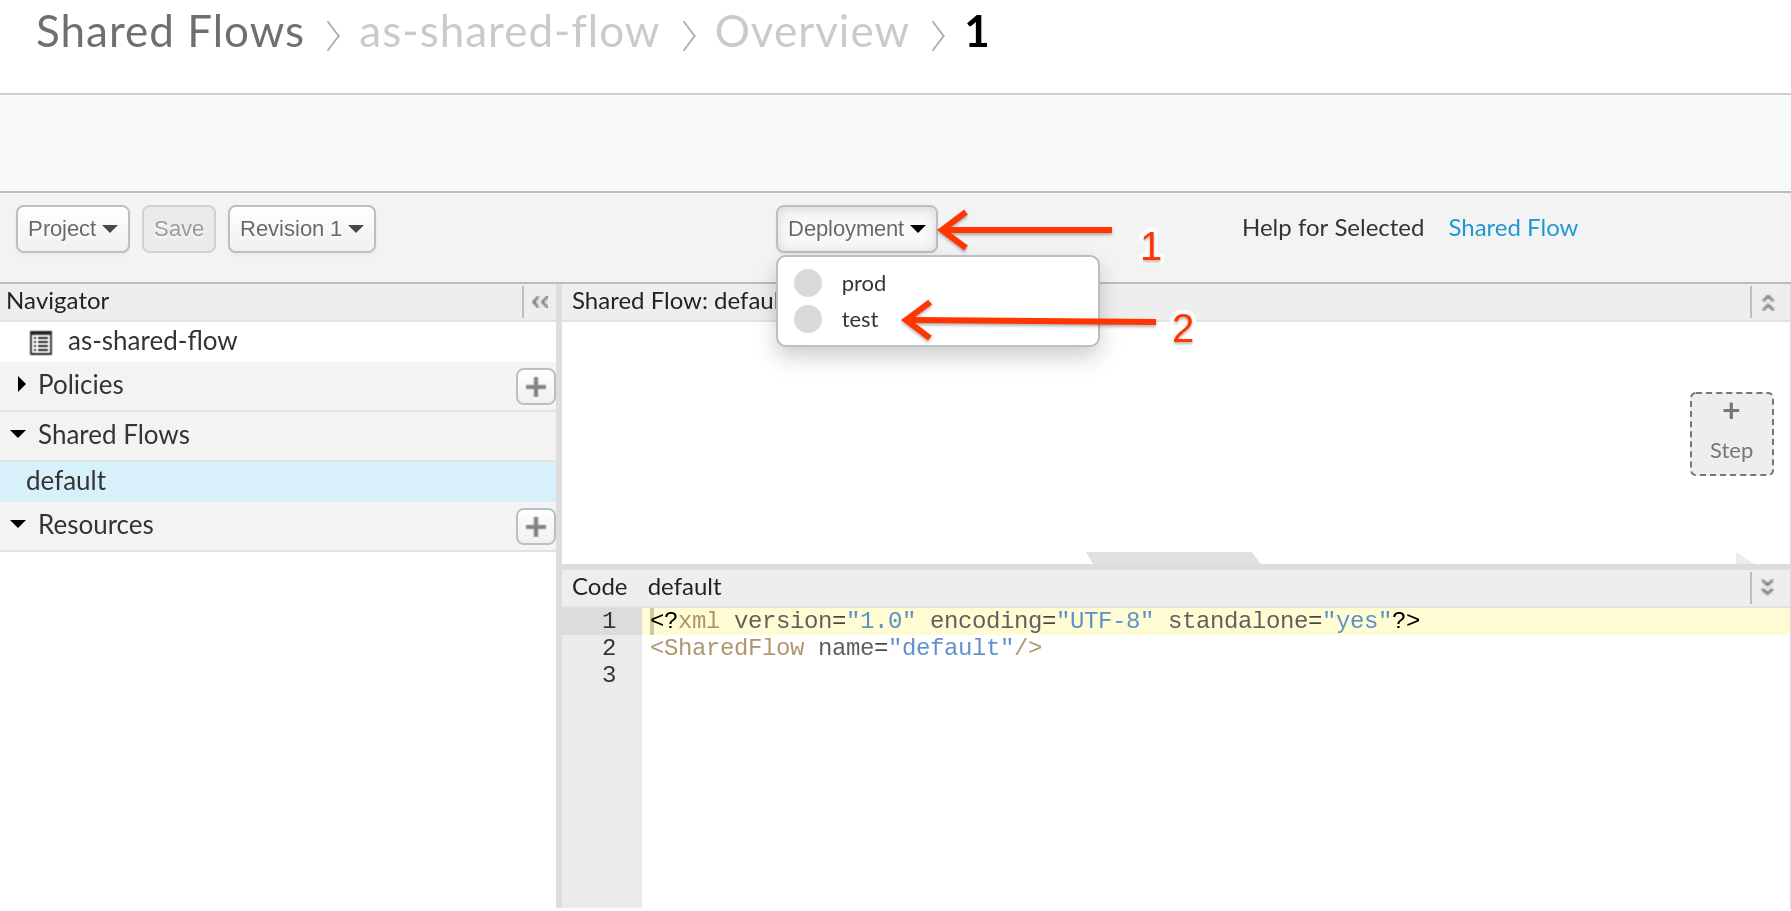 Shared Flows as-shared-flow Overview 1
Project Save Revision 1 Deployment 1 Help for Selected Shared Flow
prod
test 2
Navigator Shared Flow:
as-shared-flow
Policies
Shared Flows
default
Resources
+ Step
Code default
1 <?xml version="1.0" encoding="UTF-8" standalone="yes"?>
2 <SharedFlow name="default"/>
3